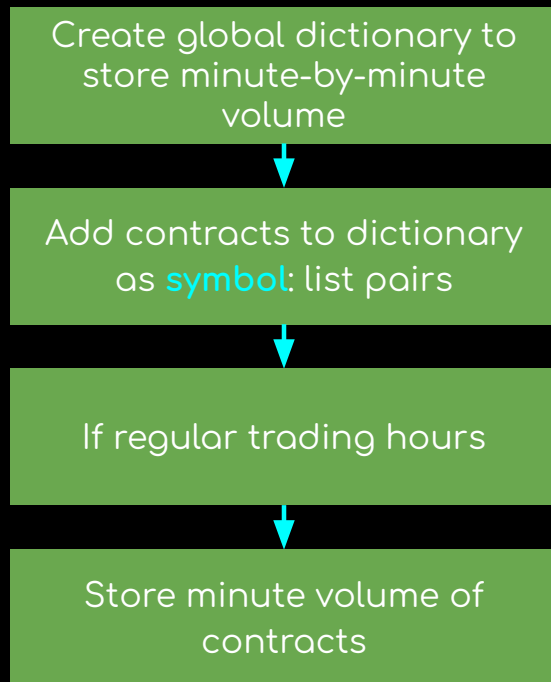 Create global dictionary to
store minute-by-minute
volume
Add contracts to dictionary
as symbol: list pairs
If regular trading hours
Store minute volume of
contracts